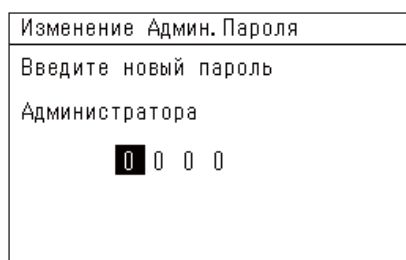 Изменение Админ. Пароля
Введите новый пароль
Администратора
0 0 0 0